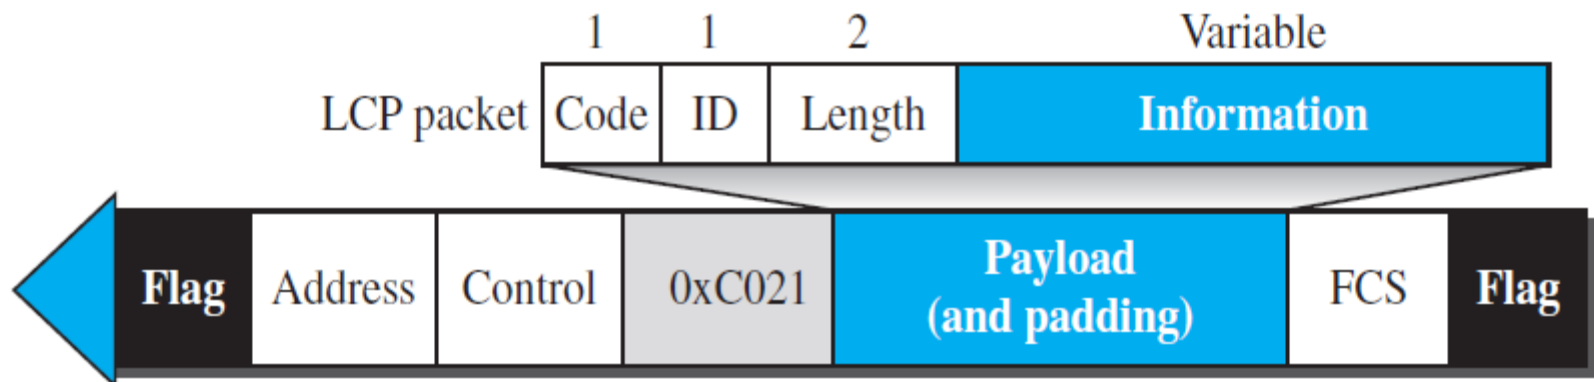 1 1 2 Variable
LCP packet Code ID Length Information
Flag Address Control 0xC021 Payload (and padding) FCS Flag